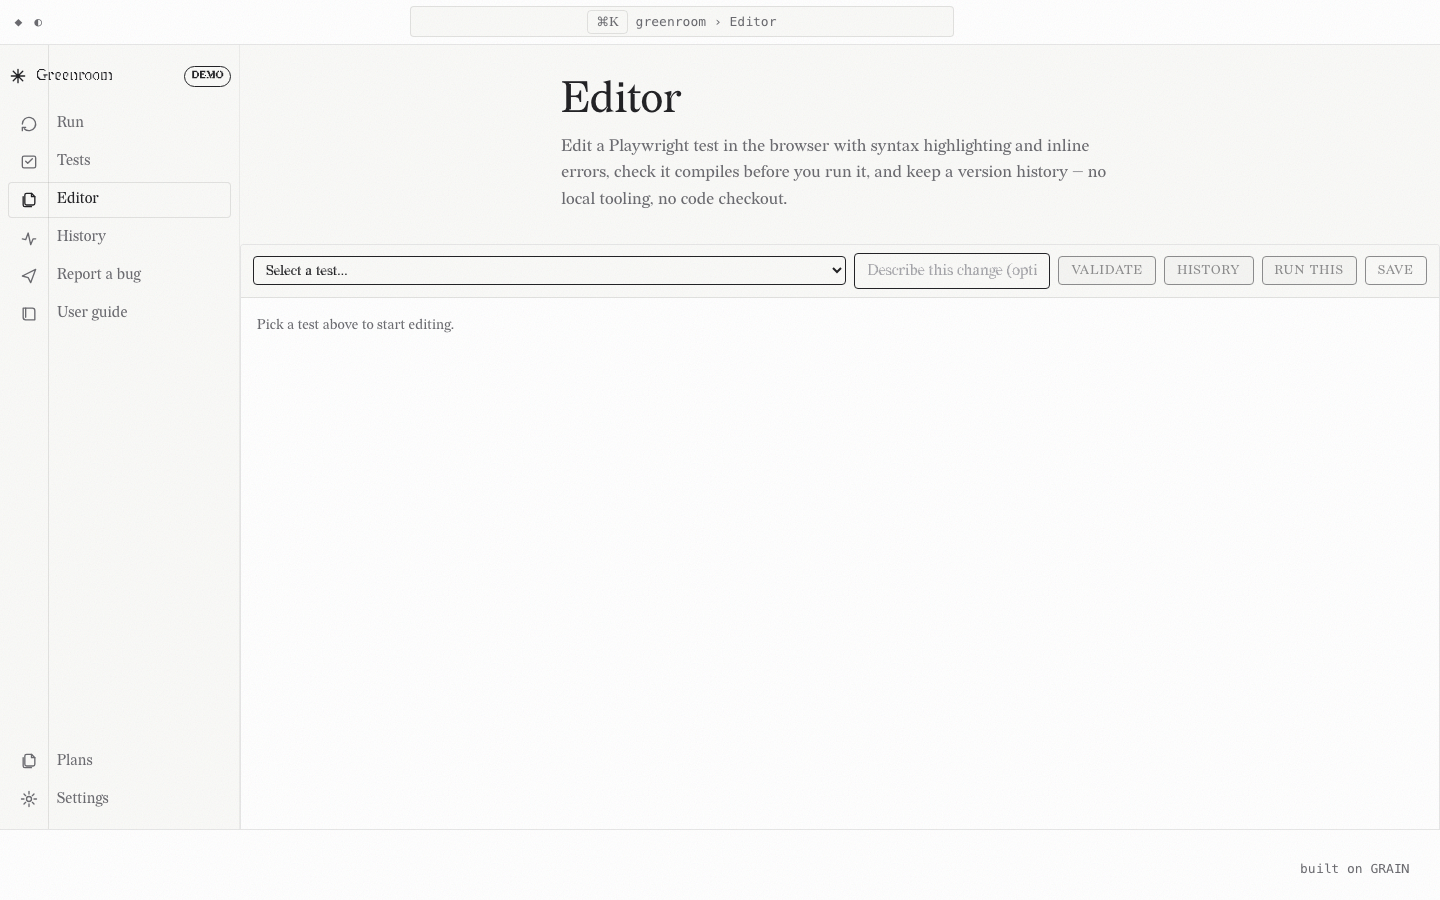 ⌘K greenroom › Editor
Greenroom DEMO
Run
Tests
Editor
History
Report a bug
User guide
Plans
Settings
Editor
Edit a Playwright test in the browser with syntax highlighting and inline
errors, check it compiles before you run it, and keep a version history — no
local tooling, no code checkout.
Select a test... Describe this change (opti VALIDATE HISTORY RUN THIS SAVE
Pick a test above to start editing.
built on GRAIN